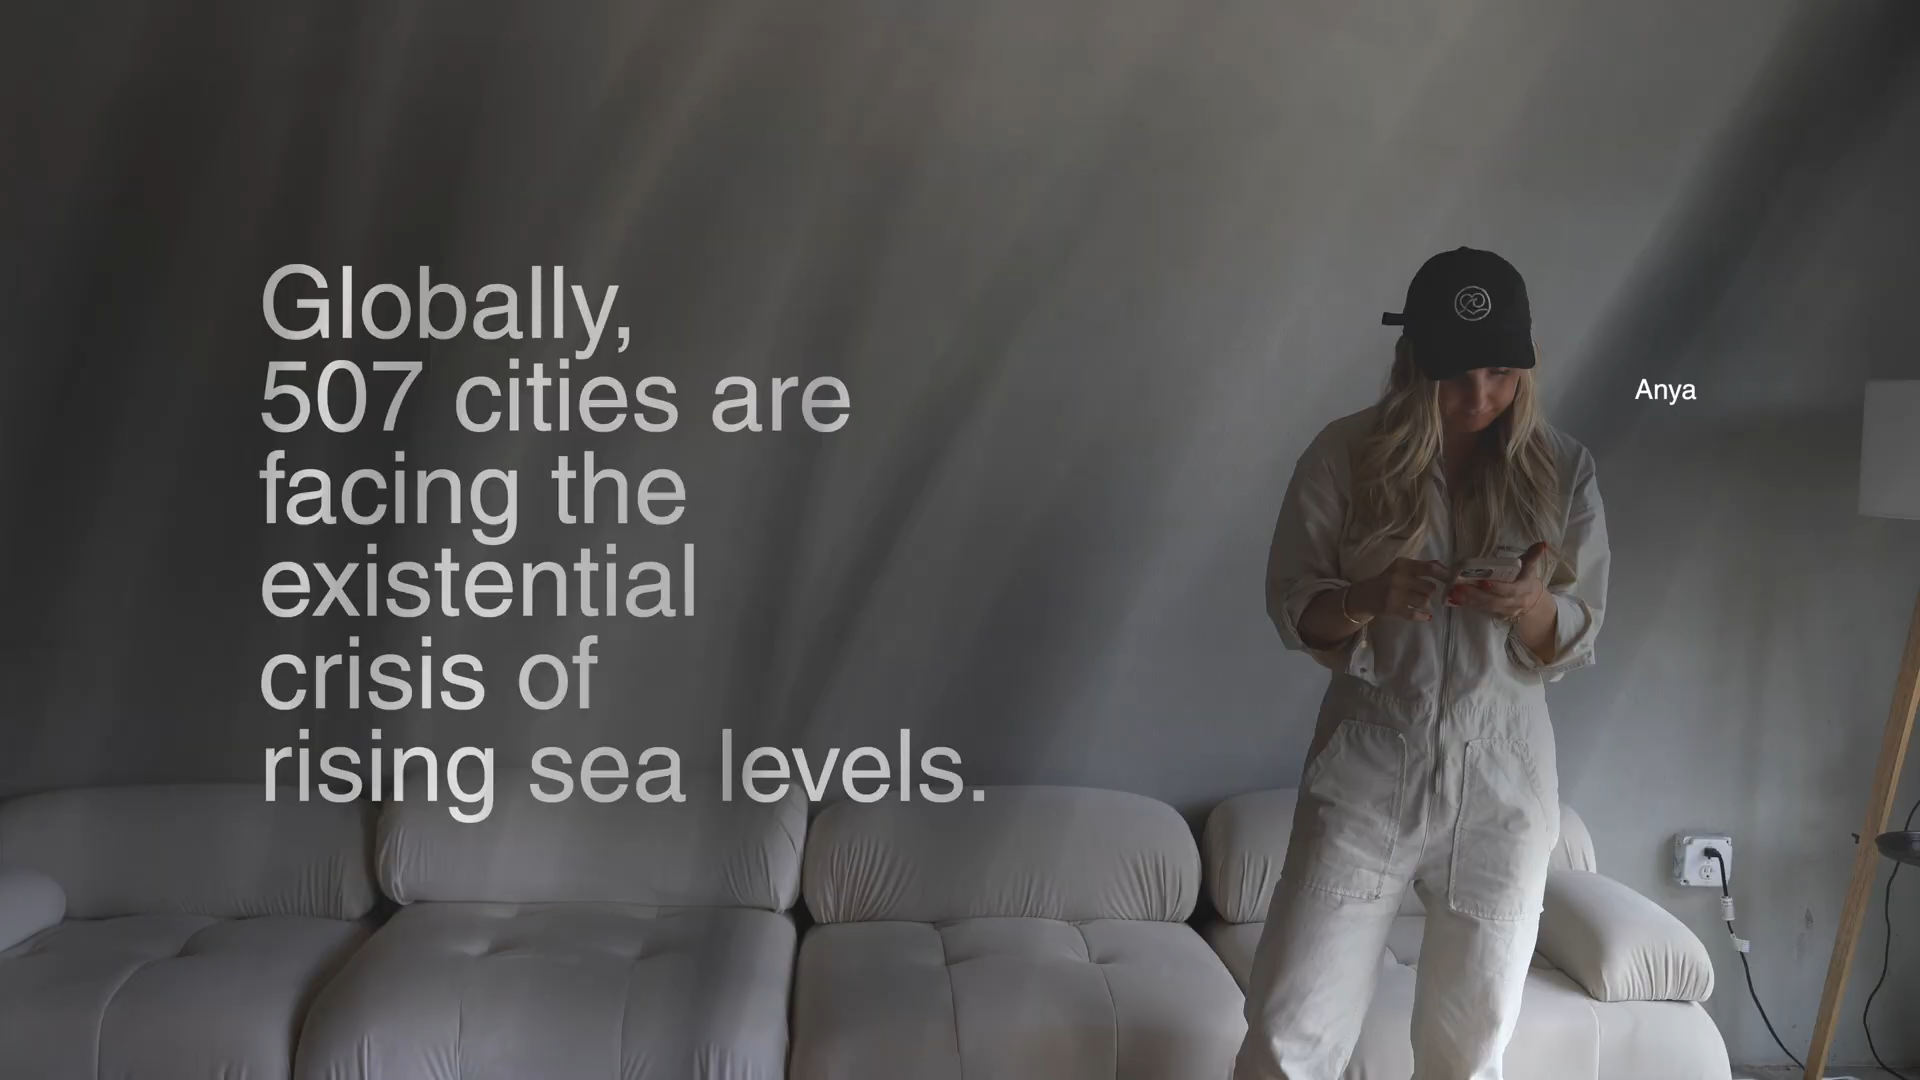 Globally,
507 cities are
facing the
existential
crisis of
rising sea levels.
Anya